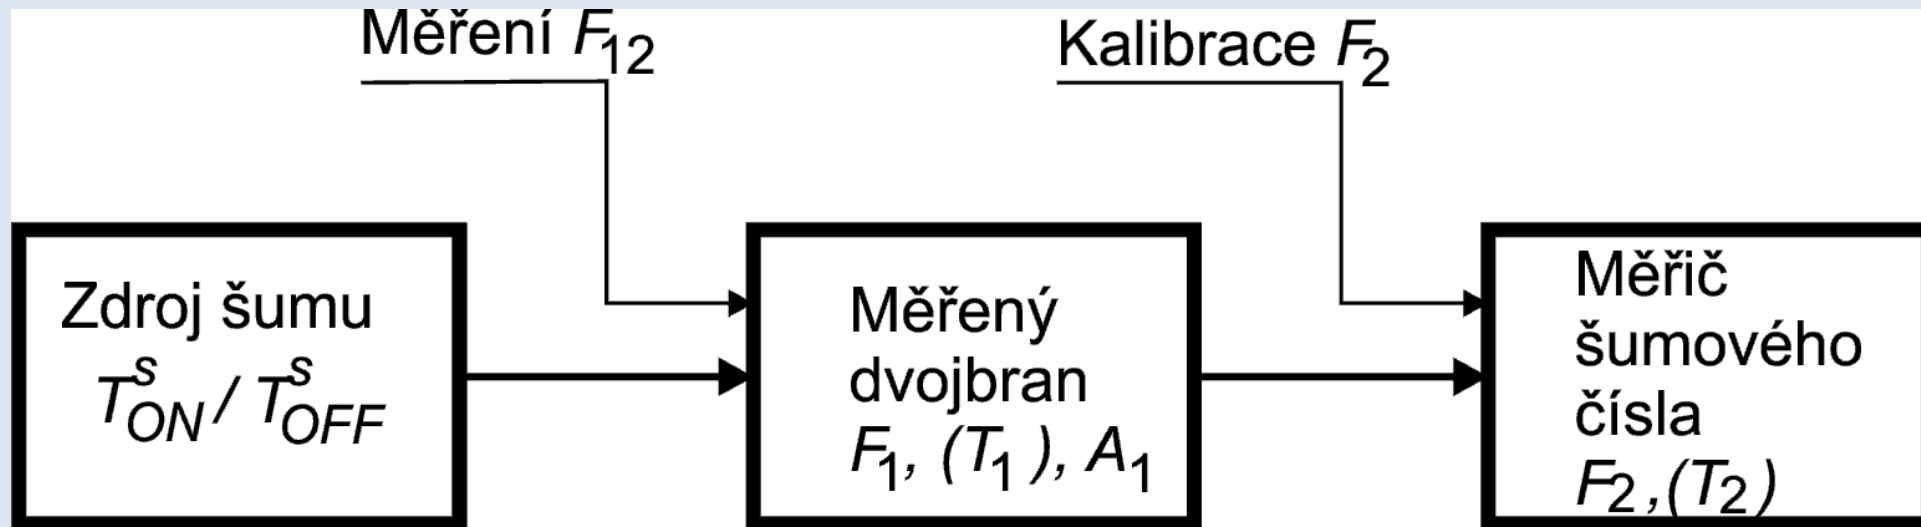 Měření F12
Kalibrace F2
Zdroj šumu
T^S_ON / T^S_OFF
Měřený
dvojbran
F1, (T1), A1
Měřič
šumového
čísla
F2,(T2)